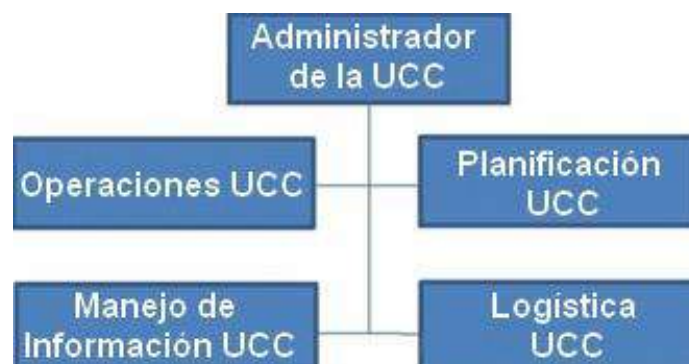 Administrador
de la UCC
Operaciones UCC
Planificación
UCC
Manejo de
Información UCC
Logística
UCC